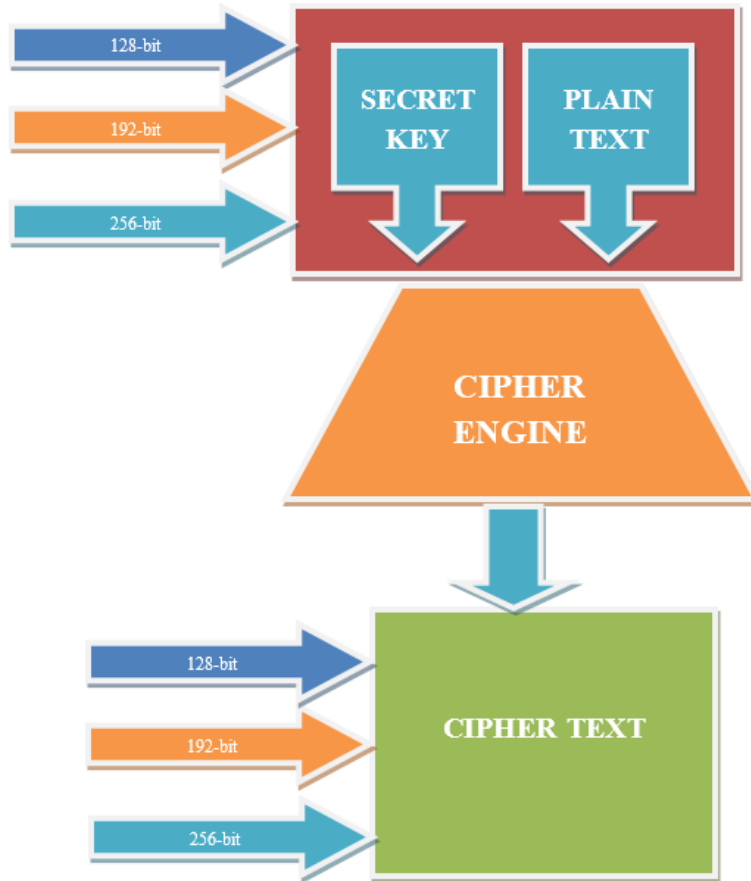 128-bit
192-bit
256-bit
SECRET
KEY
PLAIN
TEXT
CIPHER
ENGINE
128-bit
192-bit
256-bit
CIPHER TEXT